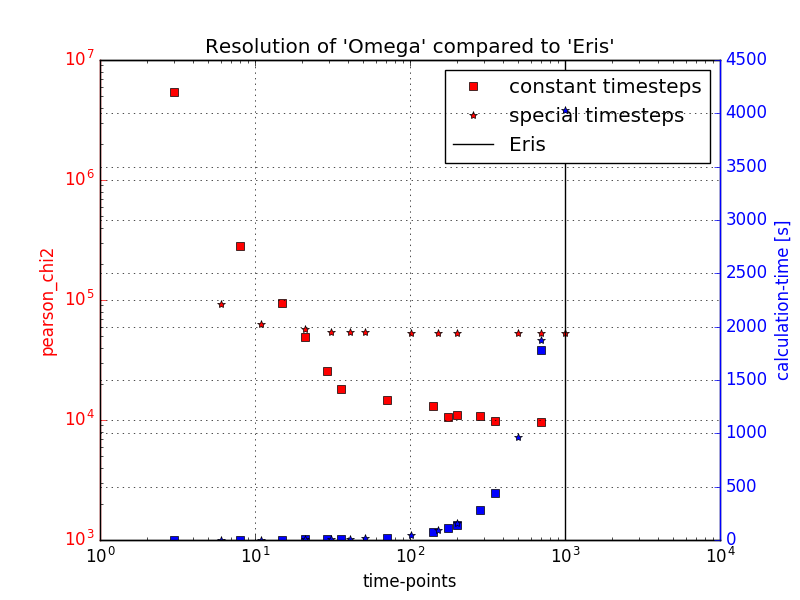 Resolution of 'Omega' compared to 'Eris'
constant timesteps
special timesteps
Eris
pearson_chi2
10^7
10^6
10^5
10^4
10^3
calculation-time [s]
4500
4000
3500
3000
2500
2000
1500
1000
500
0
10^0 10^1 10^2 10^3 10^4
time-points